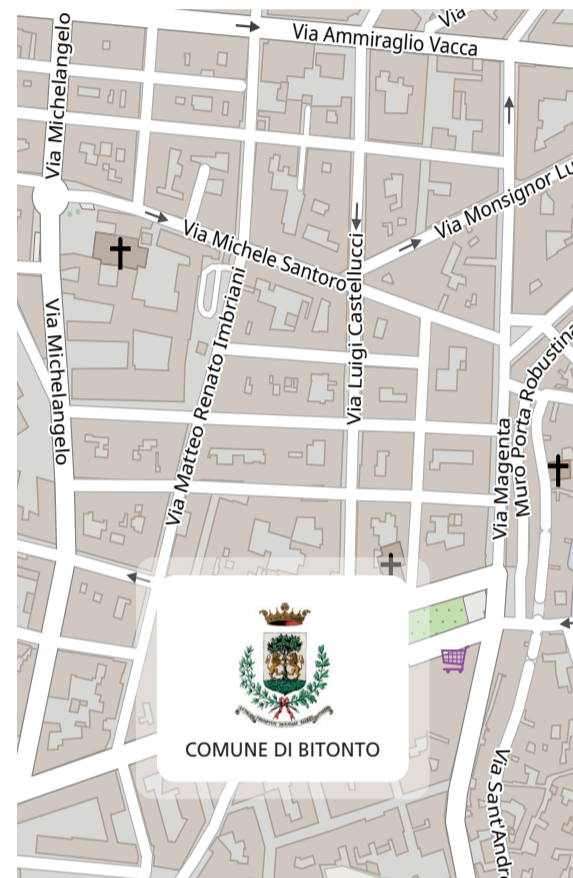 Via
Via Ammiraglio Vacca
Via Michelangelo
Via Monsignor Lu
Via Michele Santoro
Via Luigi Castellucci
Via Matteo Renato Imbriani
Via Michelangelo
Muro Porta Robustina
Via Magenta
COMUNE DI BITONTO
Via Sant'Andr